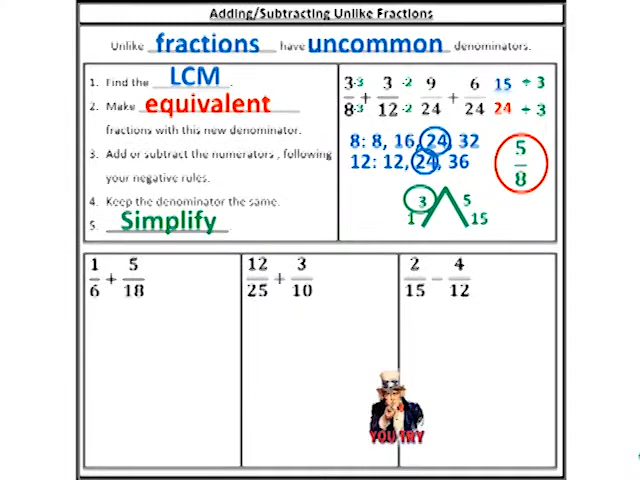 Adding/Subtracting Unlike Fractions
Unlike fractions have uncommon denominators.
1. Find the LCM.
2. Make equivalent
fractions with this new denominator.
3. Add or subtract the numerators , following
your negative rules.
4. Keep the denominator the same.
5. Simplify.
3·3/8·3 + 3·2/12·2 9/24 + 6/24 15/24 ÷ 3/÷ 3
8: 8, 16, 24, 32
12: 12, 24, 36
5/8
3 5
1 15
1/6 + 5/18
12/25 + 3/10
2/15 − 4/12
YOU TRY